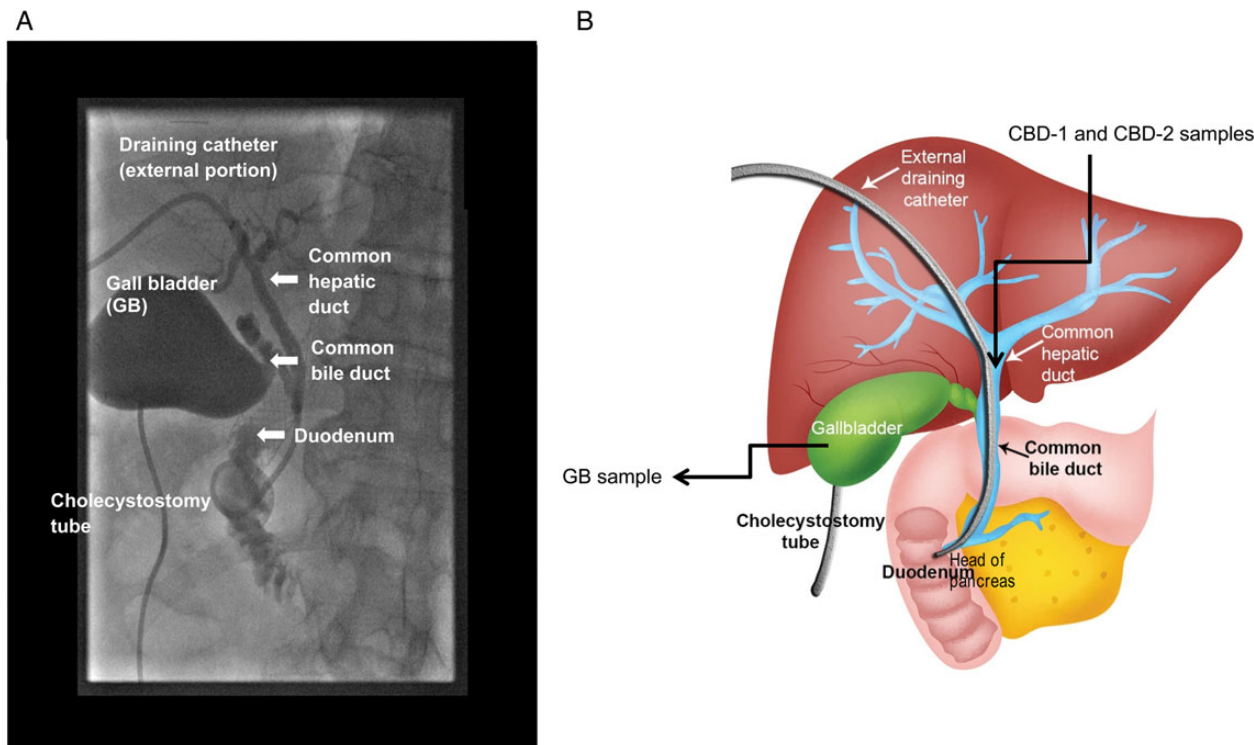 A
Draining catheter
(external portion)
Common
hepatic
duct
Gall bladder
(GB)
Common
bile duct
Duodenum
Cholecystostomy
tube
B
CBD-1 and CBD-2 samples
External
draining
catheter
Common
hepatic
duct
Gallbladder
GB sample
Common
bile duct
Cholecystostomy
tube
Duodenum
Head of
pancreas